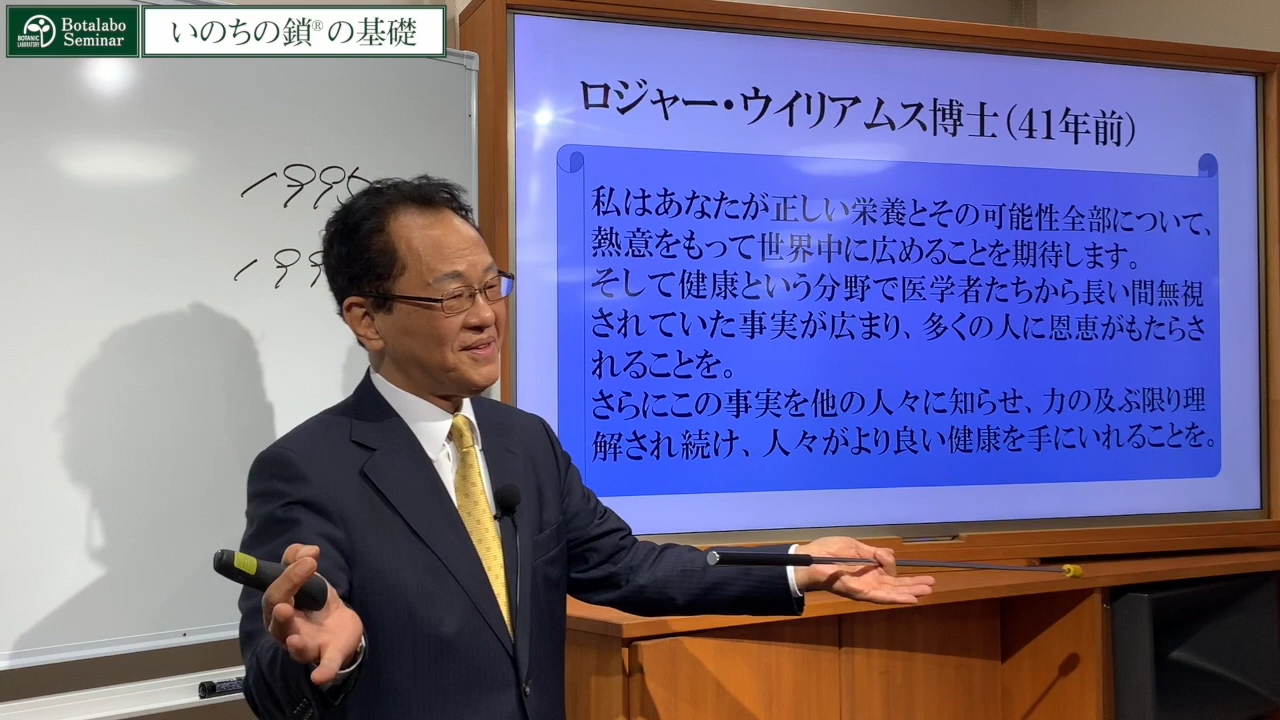 BOTANIC
LABORATORY
Botalabo
Seminar
いのちの鎖®の基礎
1995
199
ロジャー・ウイリアムス博士(41年前)
私はあなたが正しい栄養とその可能性全部について、
熱意をもって世界中に広めることを期待します。
そして健康という分野で医学者たちから長い間無視
されていた事実が広まり、多くの人に恩恵がもたらさ
れることを。
さらにこの事実を他の人々に知らせ、力の及ぶ限り理
解され続け、人々がより良い健康を手にいれることを。